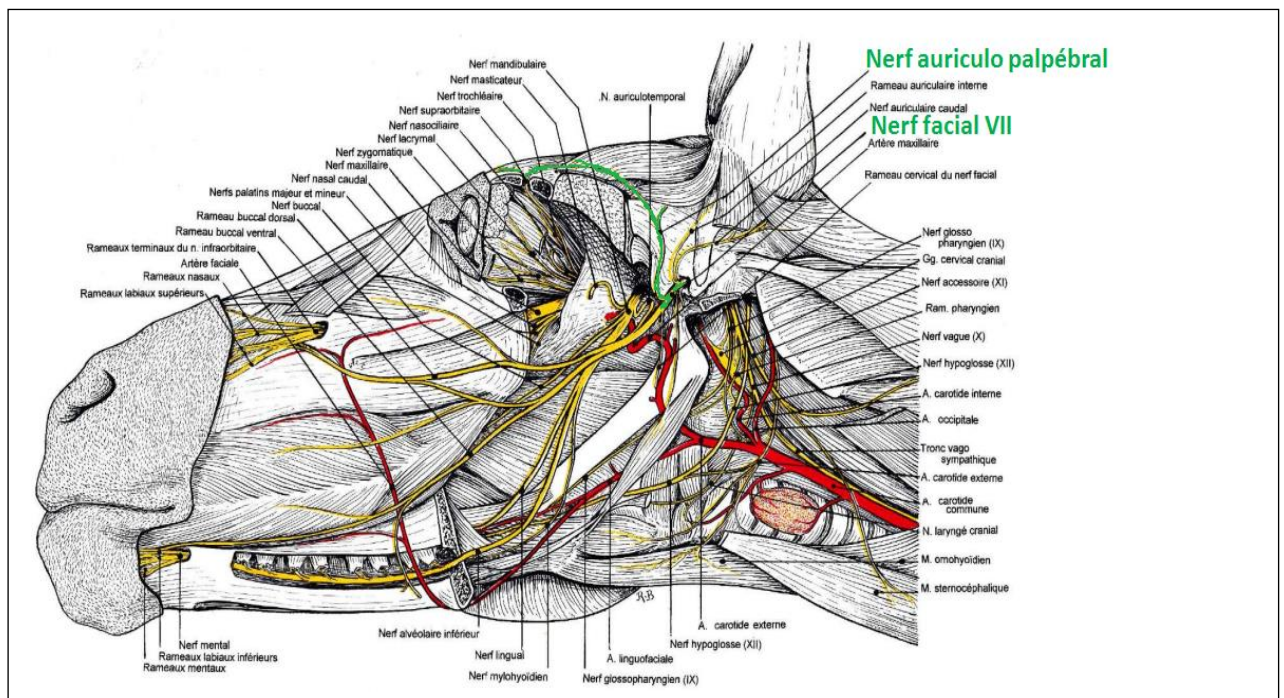 Nerf auriculo palpébral
Rameau auriculaire interne
Nerf auriculaire caudal
Nerf facial VII
Artère maxillaire
Rameau cervical du nerf facial
Nerf mandibulaire
Nerf masticateur
Nerf trochléaire
Nerf supraorbitaire
Nerf nasociliaire
Nerf lacrymal
Nerf zygomatique
Nerf maxillaire
Nerf nasal caudal
Nerfs palatins majeur et mineur
Nerf buccal
Rameau buccal dorsal
Rameau buccal ventral
Rameaux terminaux du n. infraorbitaire
Artère faciale
Rameaux nasaux
Rameaux labiaux supérieurs
.N. auriculotemporal
Nerf glosso
pharyngien (IX)
Gg. cervical cranial
Nerf accessoire (XI)
Ram. pharyngien
Nerf vague (X)
Nerf hypoglosse (XII)
A. carotide interne
A. occipitale
Tronc vago
sympathique
A. carotide externe
A. carotide
commune
N. laryngé cranial
M. omohyoïdien
M. sternocéphalique
R-B
Nerf mental
Rameaux labiaux inférieurs
Rameaux mentaux
Nerf alvéolaire inférieur
Nerf lingual
Nerf mylohyoïdien
Nerf glossopharyngien (IX)
A. linguofaciale
Nerf hypoglosse (XII)
A. carotide externe